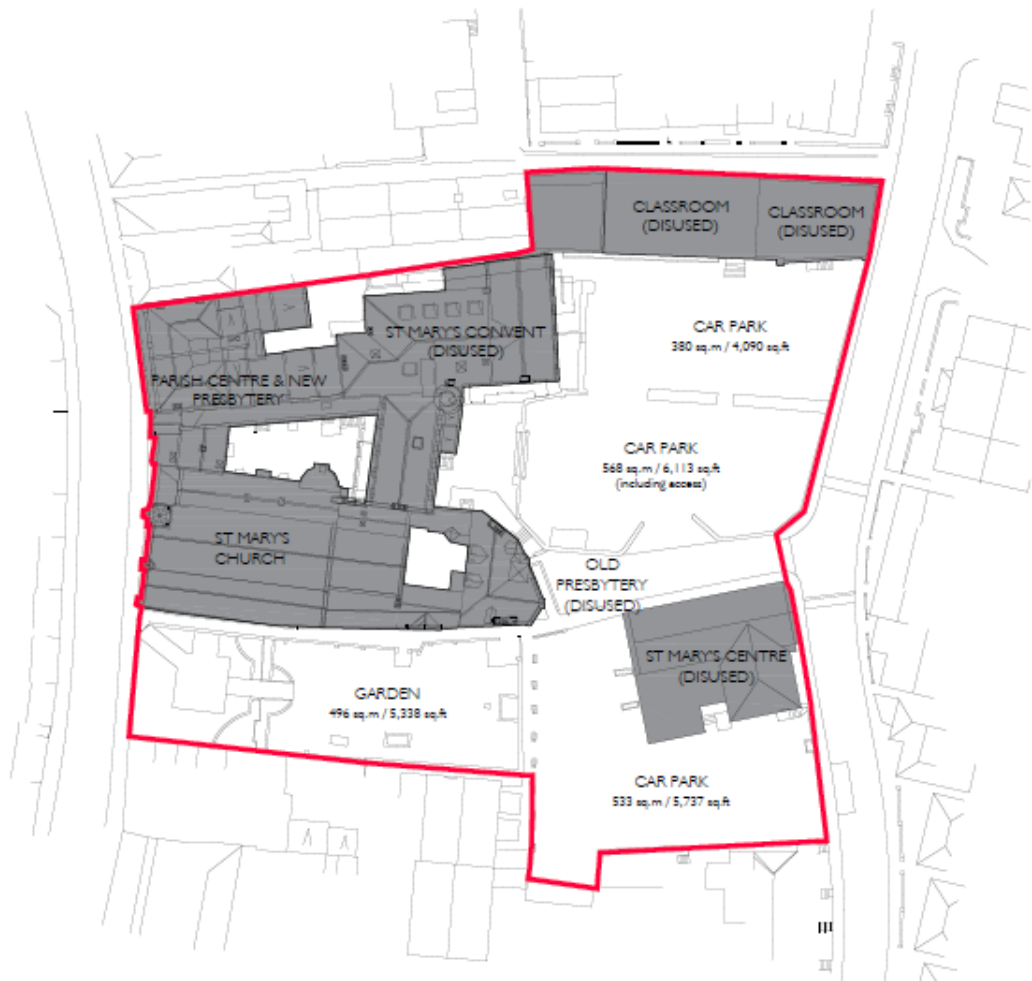 CLASSROOM
(DISUSED)
CLASSROOM
(DISUSED)
ST MARY'S CONVENT
(DISUSED)
CAR PARK
380 sq.m / 4,090 sq.ft
PARISH CENTRE & NEW
PRESBYTERY
CAR PARK
568 sq.m / 6,113 sq.ft
(including access)
ST MARY'S
CHURCH
OLD
PRESBYTERY
(DISUSED)
ST MARY'S CENTRE
(DISUSED)
GARDEN
496 sq.m / 5,338 sq.ft
CAR PARK
533 sq.m / 5,737 sq.ft